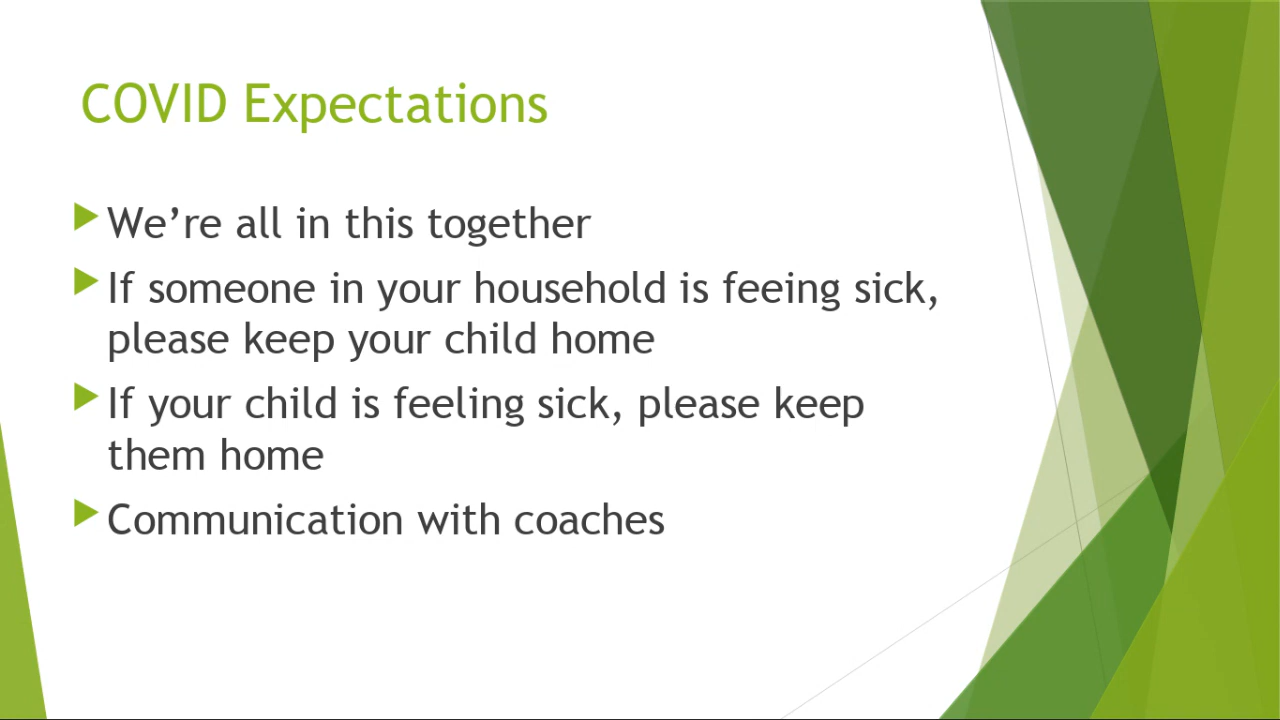 COVID Expectations
We’re all in this together
If someone in your household is feeing sick,
please keep your child home
If your child is feeling sick, please keep
them home
Communication with coaches